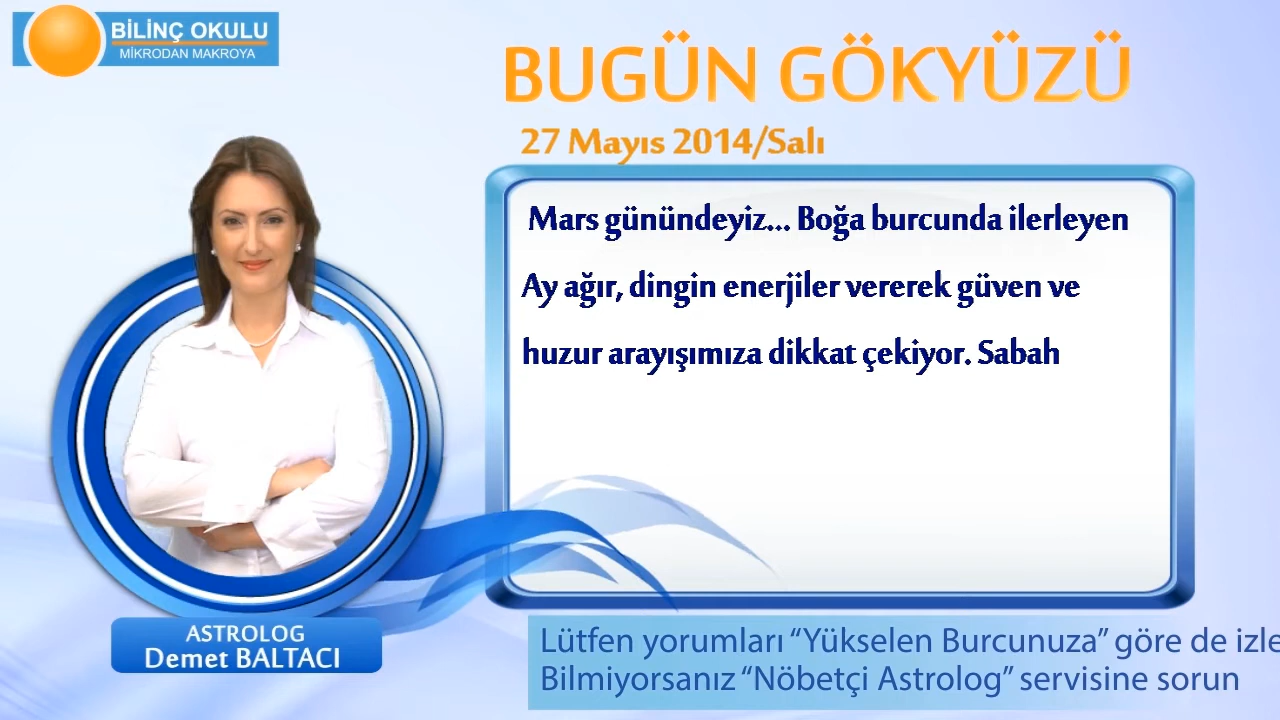 BİLİNÇ OKULU
MİKRODAN MAKROYA
BUGÜN GÖKYÜZÜ
27 Mayıs 2014/Salı
Mars günündeyiz... Boğa burcunda ilerleyen
Ay ağır, dingin enerjiler vererek güven ve
huzur arayışımıza dikkat çekiyor. Sabah
ASTROLOG
Demet BALTACI
Lütfen yorumları “Yükselen Burcunuza” göre de izle
Bilmiyorsanız “Nöbetçi Astrolog” servisine sorun